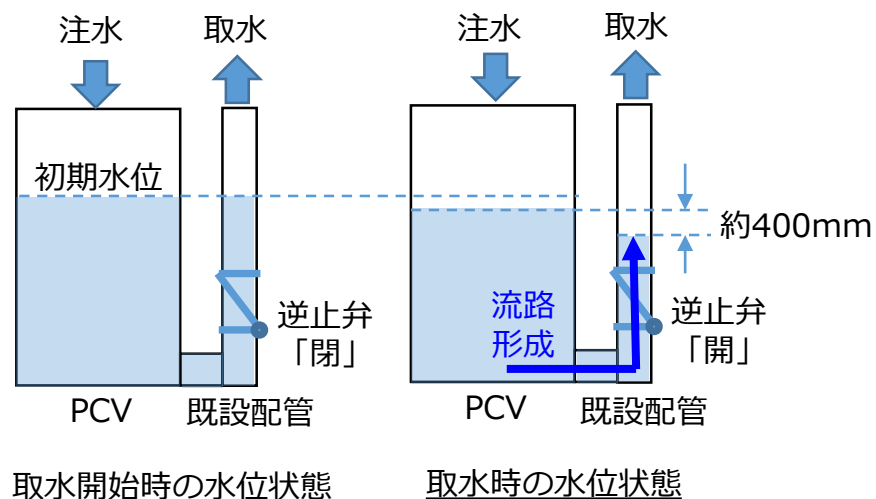 注水
取水
初期水位
逆止弁
「閉」
PCV
既設配管
取水開始時の水位状態
注水
取水
約400mm
流路
形成
逆止弁
「開」
PCV
既設配管
取水時の水位状態